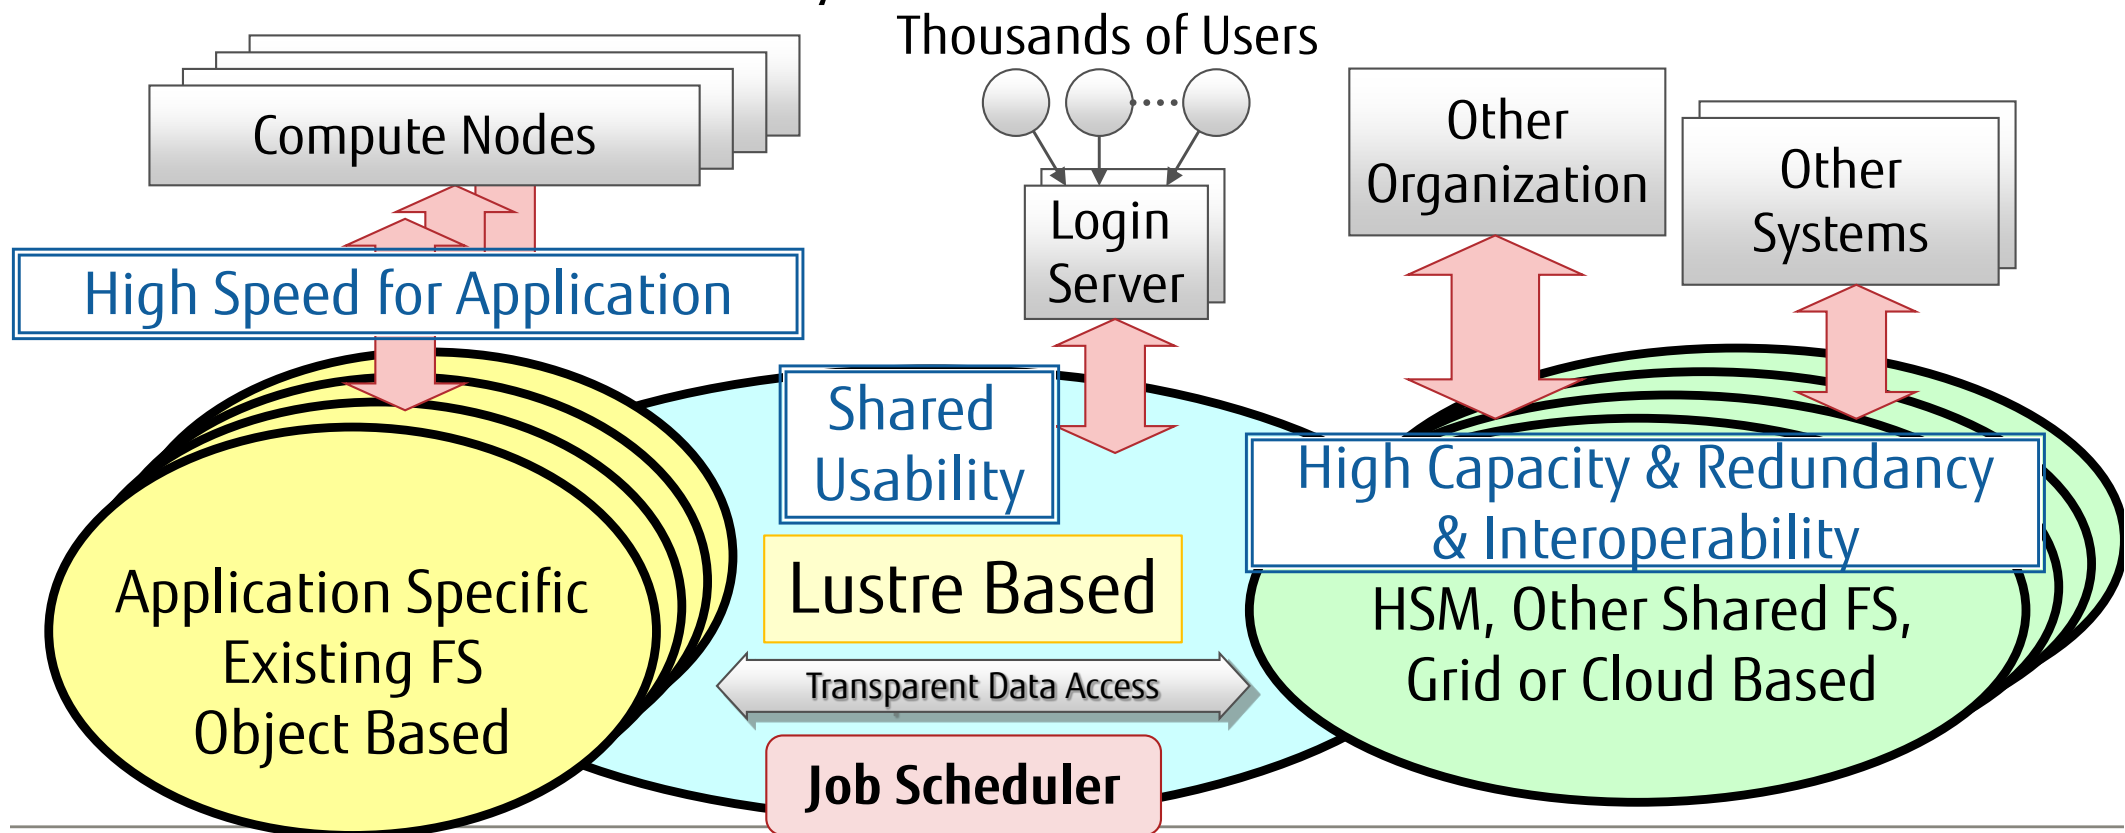 Thousands of Users
Compute Nodes
Other
Organization
Other
Systems
Login
Server
High Speed for Application
Shared
Usability
High Capacity & Redundancy
& Interoperability
Lustre Based
Application Specific
Existing FS
Object Based
HSM, Other Shared FS,
Grid or Cloud Based
Transparent Data Access
Job Scheduler